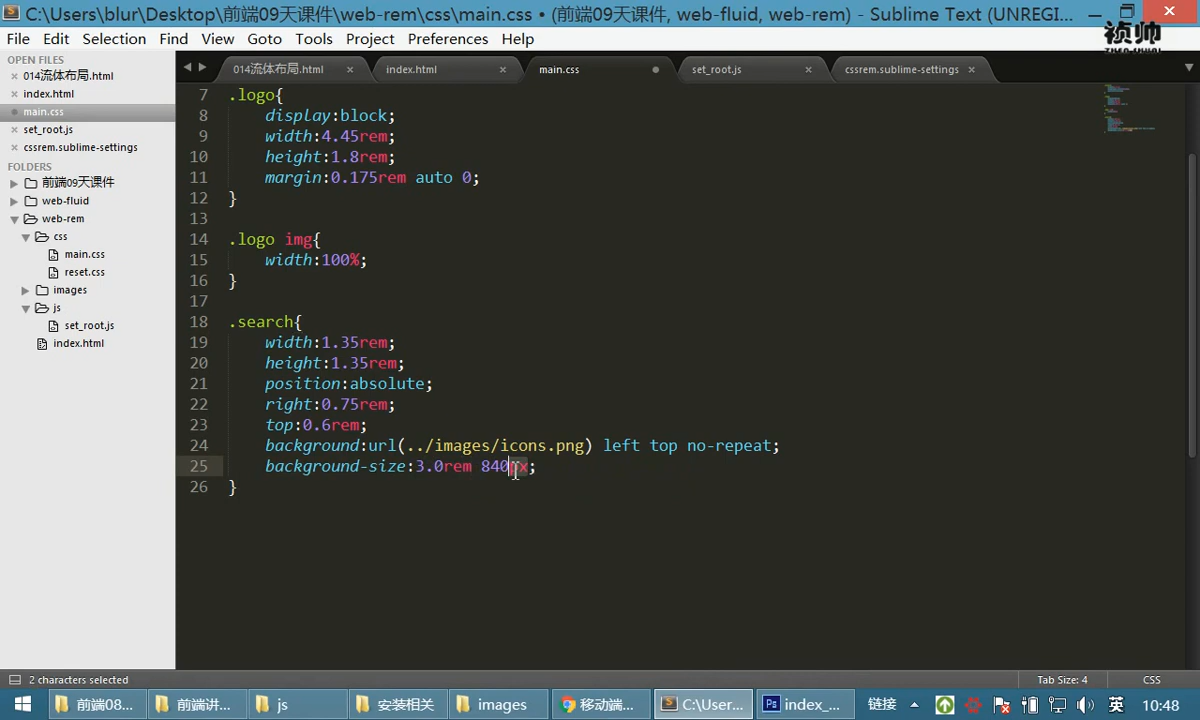 C:\Users\blur\Desktop\前端09天课件\web-rem\css\main.css • (前端09天课件, web-fluid, web-rem) - Sublime Text (UNREGI...
祯帅
File Edit Selection Find View Goto Tools Project Preferences Help
OPEN FILES
014流体布局.html
index.html
main.css
set_root.js
cssrem.sublime-settings
FOLDERS
前端09天课件
web-fluid
web-rem
css
main.css
reset.css
images
js
set_root.js
index.html
014流体布局.html index.html main.css set_root.js cssrem.sublime-settings
7 .logo{
8 display:block;
9 width:4.45rem;
10 height:1.8rem;
11 margin:0.175rem auto 0;
12 }
13
14 .logo img{
15 width:100%;
16 }
17
18 .search{
19 width:1.35rem;
20 height:1.35rem;
21 position:absolute;
22 right:0.75rem;
23 top:0.6rem;
24 background:url(../images/icons.png) left top no-repeat;
25 background-size:3.0rem 840px;
26 }
2 characters selected Tab Size: 4 CSS
前端08... 前端讲... js 安装相关 images 移动端... C:\User... index_... 链接 英 10:48